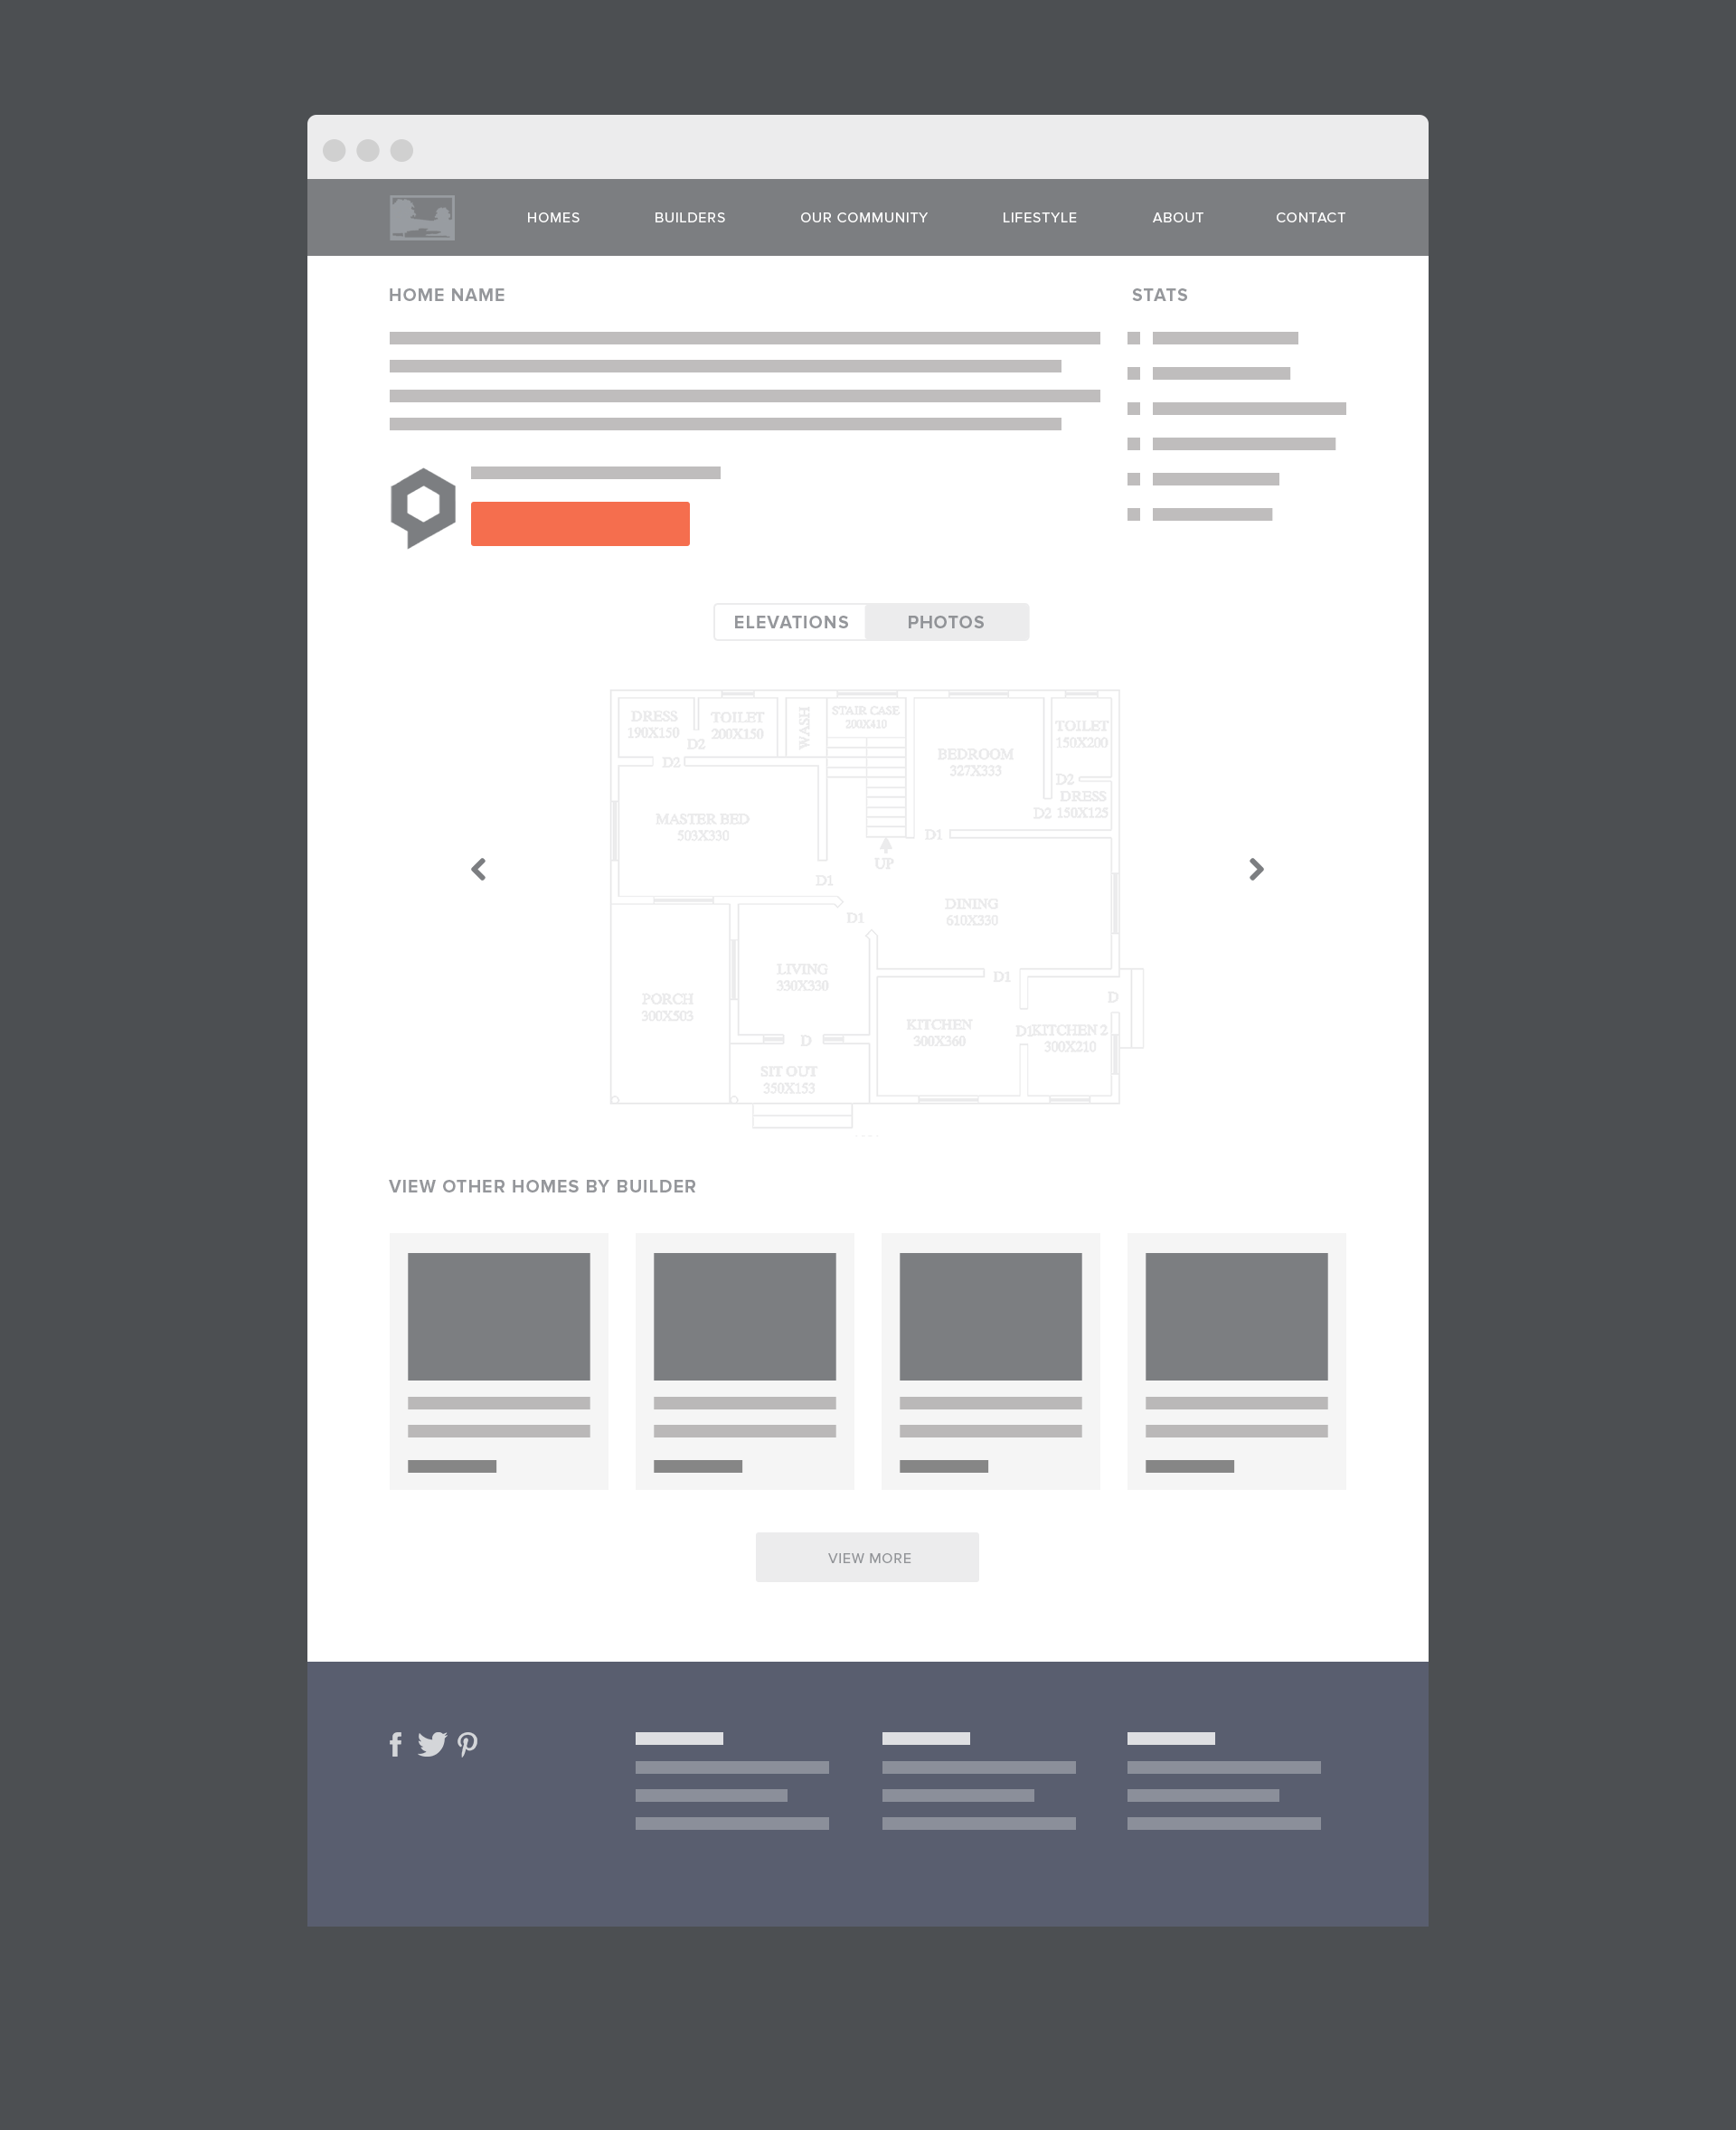 HOMES
BUILDERS
OUR COMMUNITY
LIFESTYLE
ABOUT
CONTACT
HOME NAME
STATS
ELEVATIONS
PHOTOS
DRESS
190X150
TOILET
200X150
WASH
STAIR CASE
200X410
BEDROOM
327X333
TOILET
150X200
D2
D2
D2
DRESS
D2 150X125
MASTER BED
503X330
D1
UP
D1
D1
DINING
610X330
LIVING
330X330
D1
PORCH
300X503
D
KITCHEN
300X360
D1
KITCHEN 2
300X210
D
SIT OUT
350X153
VIEW OTHER HOMES BY BUILDER
VIEW MORE